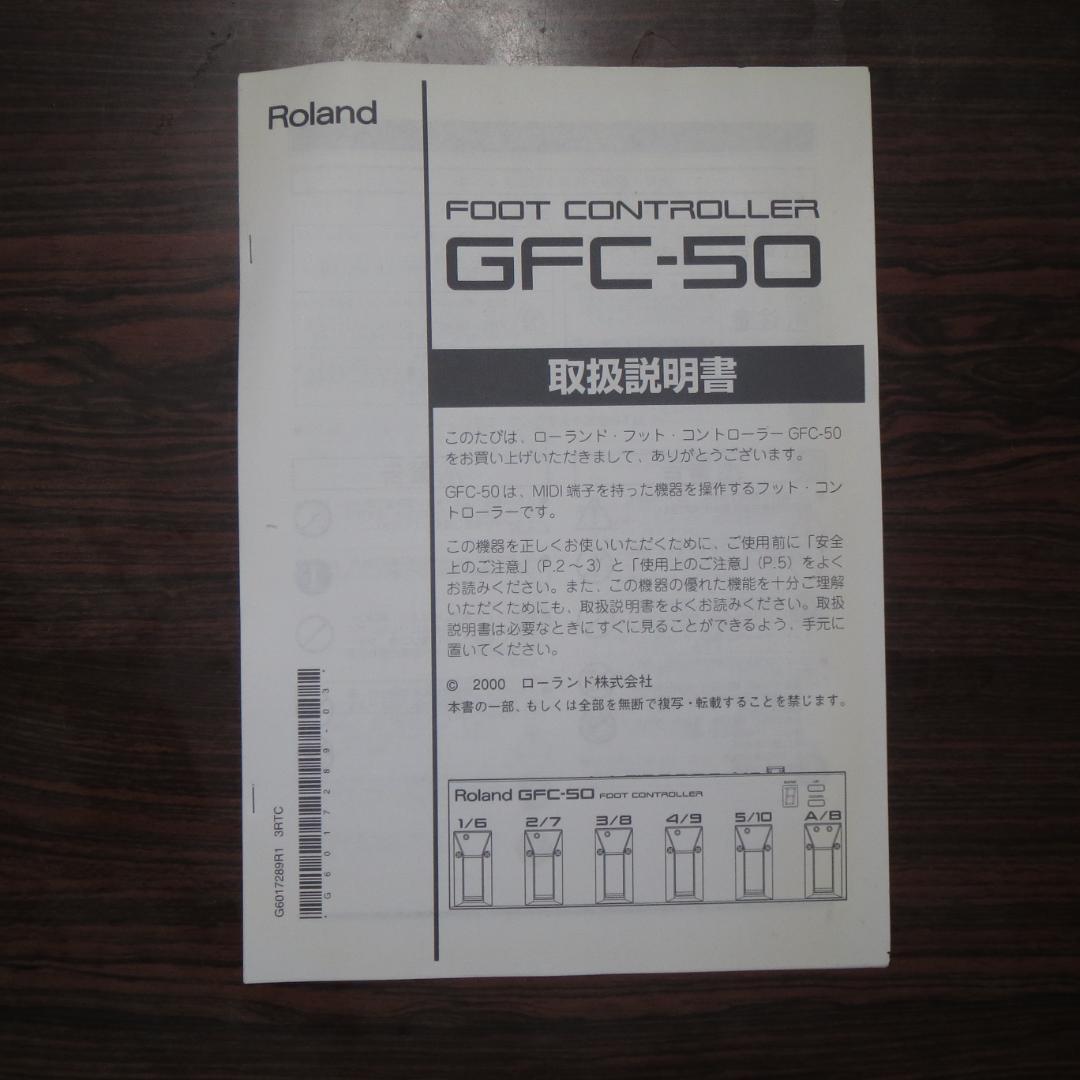 Roland
FOOT CONTROLLER
GFC-50
取扱説明書
このたびは、ローランド・フット・コントローラー GFC-50
をお買い上げいただきまして、ありがとうございます。
GFC-50 は、MIDI 端子を持った機器を操作するフット・コン
トローラーです。
この機器を正しくお使いいただくために、ご使用前に「安全
上のご注意」(P.2～3) と「使用上のご注意」(P.5) をよく
お読みください。また、この機器の優れた機能を十分ご理解
いただくためにも、取扱説明書をよくお読みください。取扱
説明書は必要なときにすぐに見ることができるよう、手元に
置いてください。
© 2000 ローランド株式会社
本書の一部、もしくは全部を無断で複写・転載することを禁じます。
Roland GFC-50 FOOT CONTROLLER
1/6 2/7 3/8 4/9 5/10 A/B
G6017289R1 3RTC
* G 6 0 1 7 2 8 9 - 0 3 *